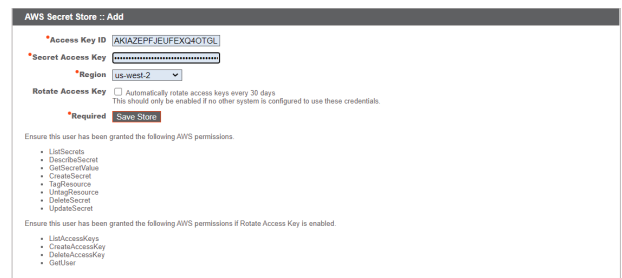 AWS Secret Store :: Add
*Access Key ID AKIAZEPFJEUFEXQ4OTGL
*Secret Access Key ••••••••••••••••••••••••••••••••••••••••
*Region us-west-2
Rotate Access Key Automatically rotate access keys every 30 days
This should only be enabled if no other system is configured to use these credentials.
*Required Save Store
Ensure this user has been granted the following AWS permissions.
• ListSecrets
• DescribeSecret
• GetSecretValue
• CreateSecret
• TagResource
• UntagResource
• DeleteSecret
• UpdateSecret
Ensure this user has been granted the following AWS permissions if Rotate Access Key is enabled.
• ListAccessKeys
• CreateAccessKey
• DeleteAccessKey
• GetUser